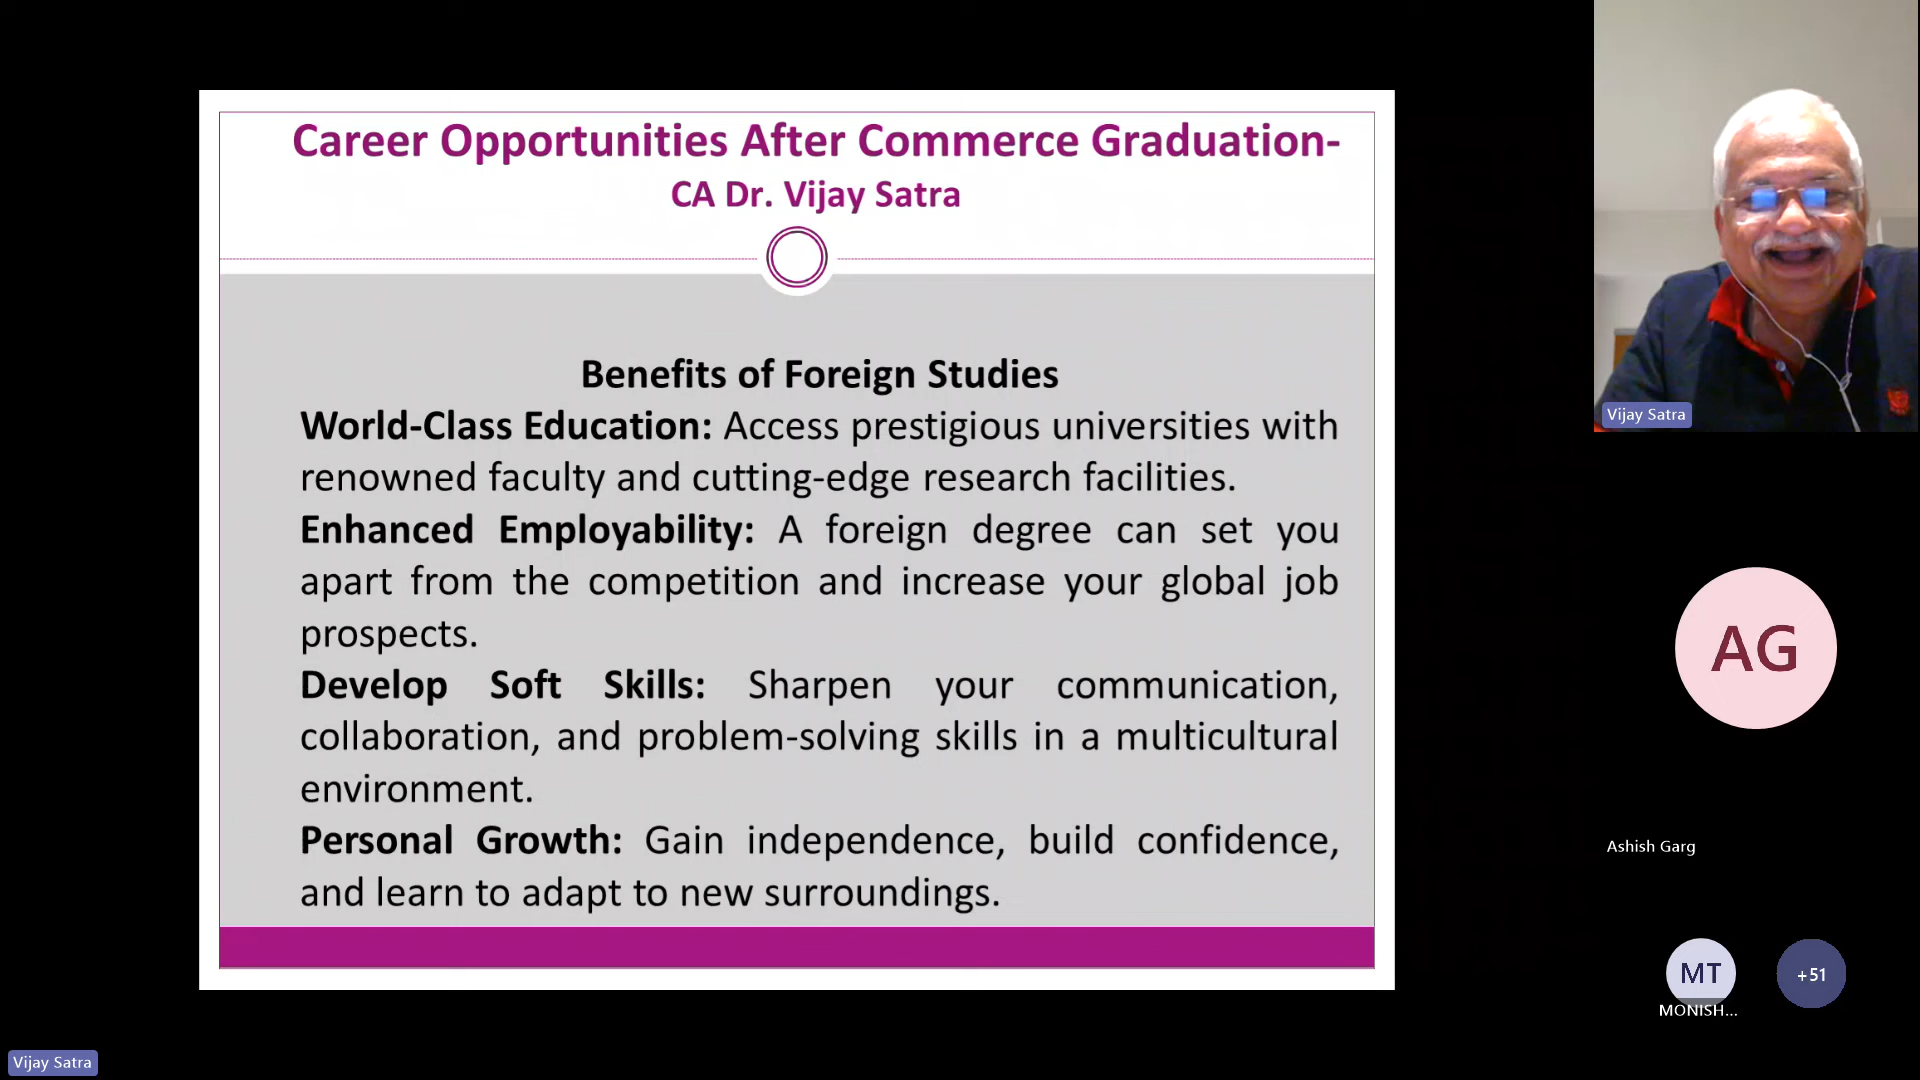 Career Opportunities After Commerce Graduation-
CA Dr. Vijay Satra
Benefits of Foreign Studies
World-Class Education: Access prestigious universities with
renowned faculty and cutting-edge research facilities.
Enhanced Employability: A foreign degree can set you
apart from the competition and increase your global job
prospects.
Develop Soft Skills: Sharpen your communication,
collaboration, and problem-solving skills in a multicultural
environment.
Personal Growth: Gain independence, build confidence,
and learn to adapt to new surroundings.
Vijay Satra
AG
Ashish Garg
MT
+51
MONISH...
Vijay Satra